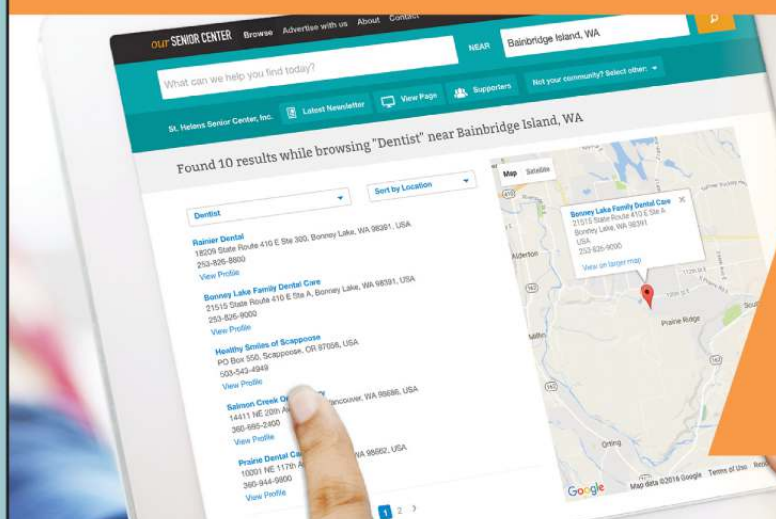 our SENIOR CENTER Browse Advertise with us About Contact
What can we help you find today?
NEAR
Bainbridge Island, WA
St. Helens Senior Center, Inc. Latest Newsletter View Page Supporters Not your community? Select other:
Found 10 results while browsing "Dentist" near Bainbridge Island, WA
Dentist
Sort by Location
Rainier Dental
18209 State Route 410 E Ste 300, Bonney Lake, WA 98391, USA
253-826-8600
View Profile
Bonney Lake Family Dental Care
21515 State Route 410 E Ste A, Bonney Lake, WA 98391, USA
253-826-9000
View Profile
Healthy Smiles of Scappoose
PO Box 550, Scappoose, OR 97056, USA
503-543-4949
View Profile
Salmon Creek
14411 NE 20th Vancouver, WA 98686, USA
360-695-2400
View Profile
Prairie Dental
10001 NE 117th WA 98662, USA
360-944-9800
View Profile
1 2
Map Satellite
410
Bonney Lake Family Dental Care
21515 State Route 410 E Ste A
Bonney Lake, WA 98391
USA
253-826-9000
View on larger map
Alderton
162
Prairie Ridge
162
Orting
Google
Map data ©2016 Google Terms of Use